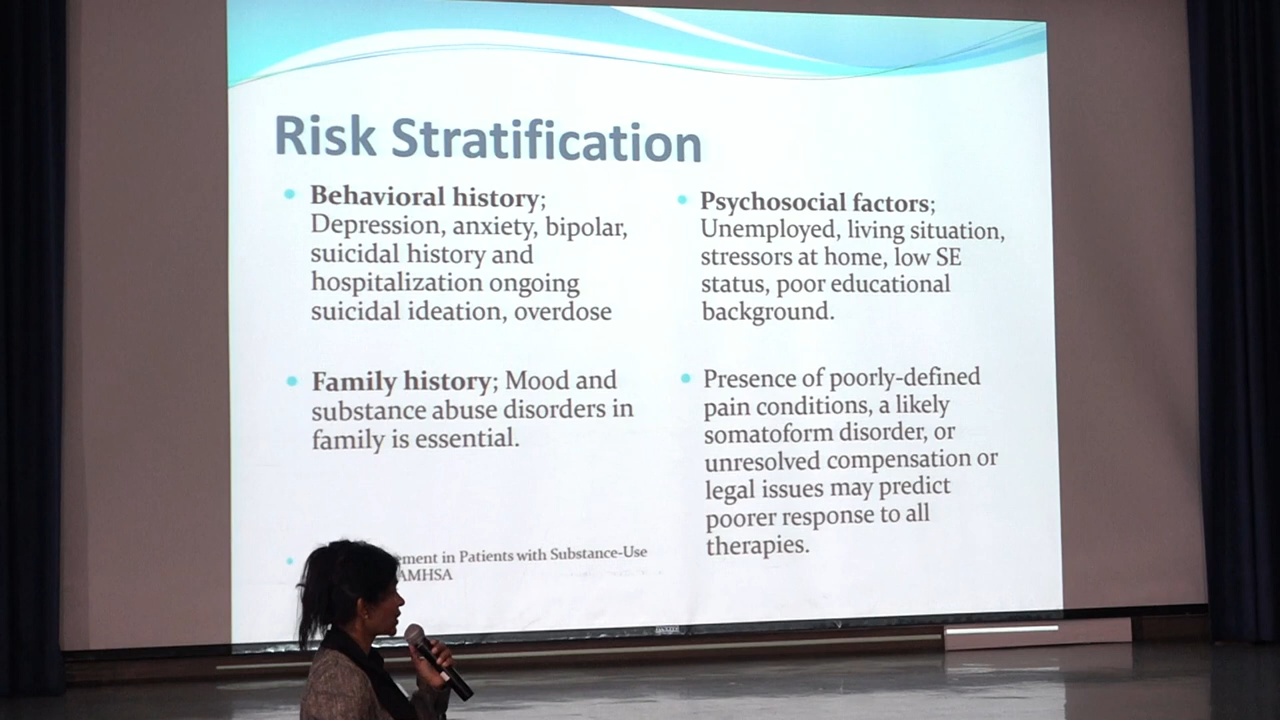 Risk Stratification
Behavioral history;
Depression, anxiety, bipolar,
suicidal history and
hospitalization ongoing
suicidal ideation, overdose
Family history; Mood and
substance abuse disorders in
family is essential.
ement in Patients with Substance-Use
AMHSA
Psychosocial factors;
Unemployed, living situation,
stressors at home, low SE
status, poor educational
background.
Presence of poorly-defined
pain conditions, a likely
somatoform disorder, or
unresolved compensation or
legal issues may predict
poorer response to all
therapies.